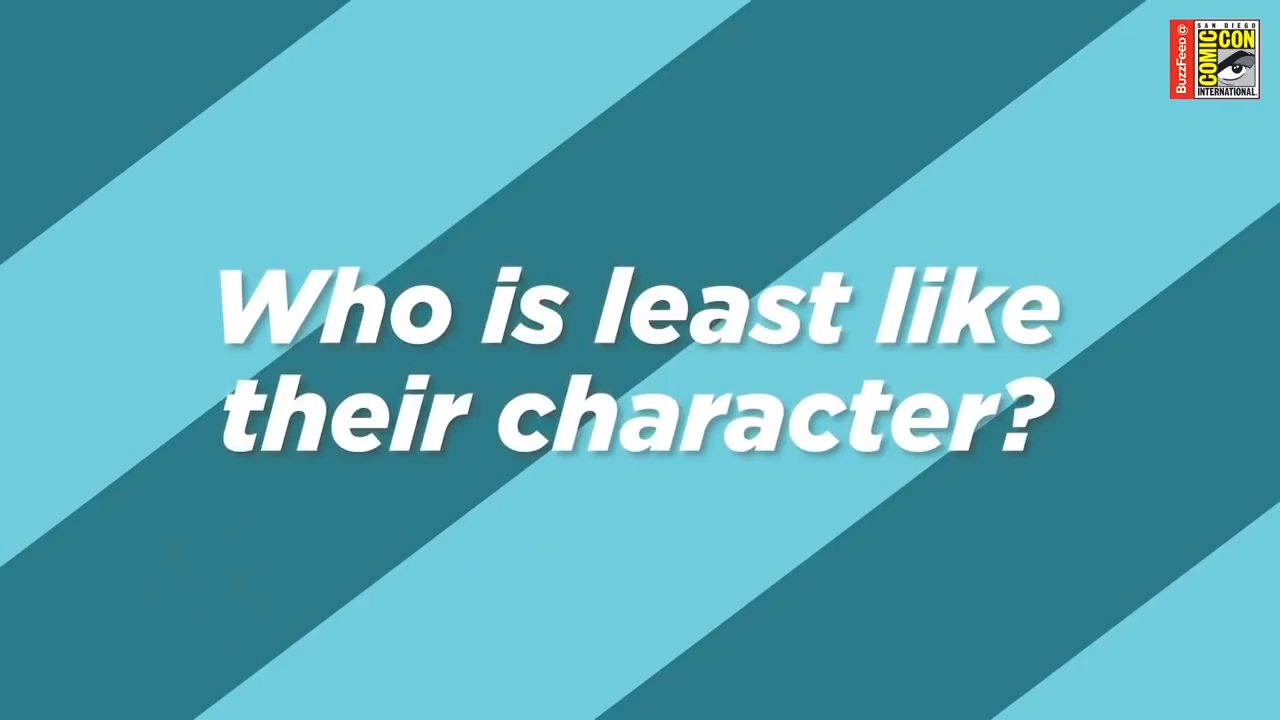 Who is least like
their character?
BuzzFeed @
SAN DIEGO
COMIC
CON
INTERNATIONAL.